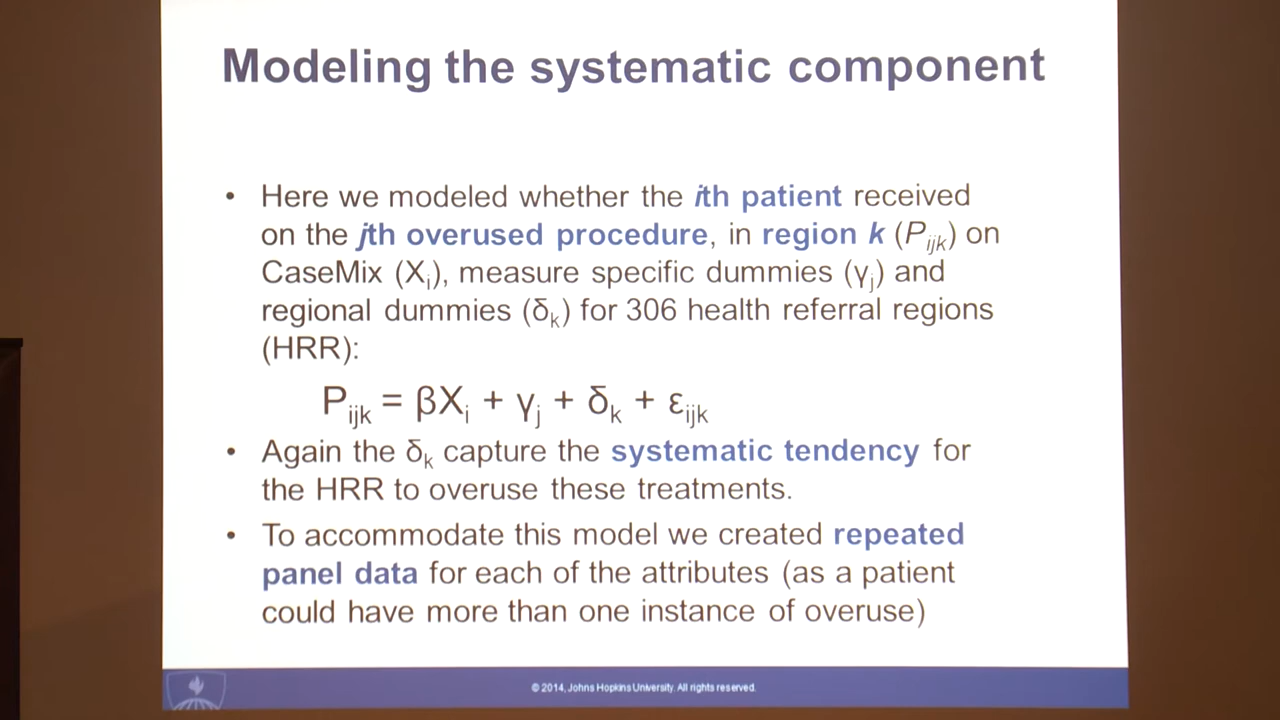 Modeling the systematic component
• Here we modeled whether the ith patient received
on the jth overused procedure, in region k (Pijk) on
CaseMix (Xi), measure specific dummies (γj) and
regional dummies (δk) for 306 health referral regions
(HRR):
Pijk = βXi + γj + δk + εijk
• Again the δk capture the systematic tendency for
the HRR to overuse these treatments.
• To accommodate this model we created repeated
panel data for each of the attributes (as a patient
could have more than one instance of overuse)
© 2014, Johns Hopkins University. All rights reserved.